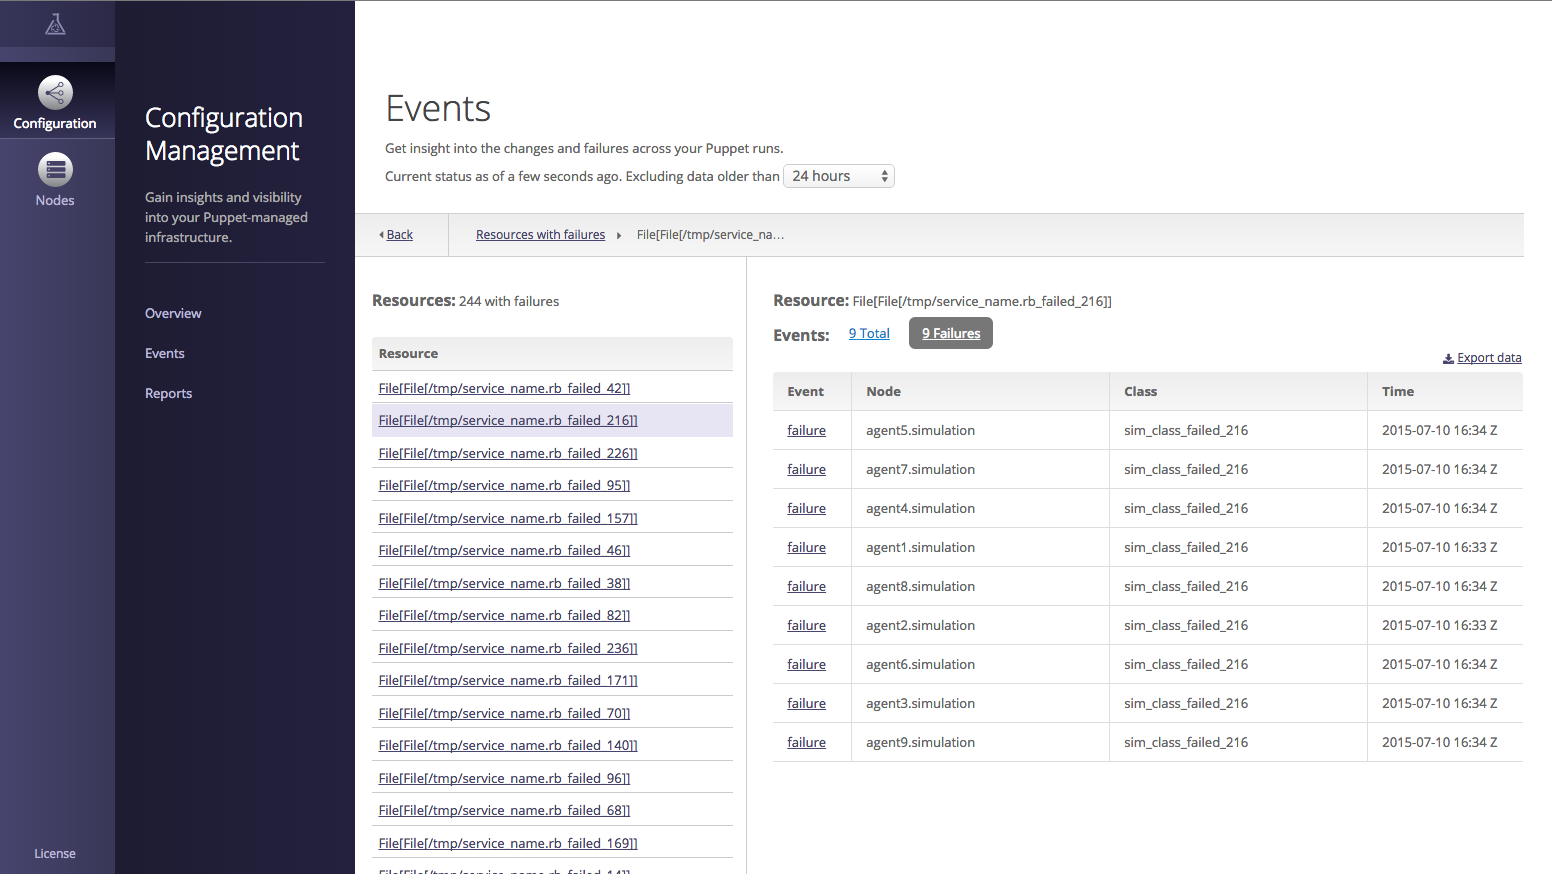 Configuration
Nodes
License
Configuration
Management
Gain insights and visibility
into your Puppet-managed
infrastructure.
Overview
Events
Reports
Events
Get insight into the changes and failures across your Puppet runs.
Current status as of a few seconds ago. Excluding data older than 24 hours
Back Resources with failures File[File[/tmp/service_na…
Resources: 244 with failures
Resource
File[File[/tmp/service_name.rb_failed_42]]
File[File[/tmp/service_name.rb_failed_216]]
File[File[/tmp/service_name.rb_failed_226]]
File[File[/tmp/service_name.rb_failed_95]]
File[File[/tmp/service_name.rb_failed_157]]
File[File[/tmp/service_name.rb_failed_46]]
File[File[/tmp/service_name.rb_failed_38]]
File[File[/tmp/service_name.rb_failed_82]]
File[File[/tmp/service_name.rb_failed_236]]
File[File[/tmp/service_name.rb_failed_171]]
File[File[/tmp/service_name.rb_failed_70]]
File[File[/tmp/service_name.rb_failed_140]]
File[File[/tmp/service_name.rb_failed_96]]
File[File[/tmp/service_name.rb_failed_68]]
File[File[/tmp/service_name.rb_failed_169]]
File[File[/tmp/service_name.rb_failed_14]]
Resource: File[File[/tmp/service_name.rb_failed_216]]
Events: 9 Total 9 Failures
Export data
Event Node Class Time
failure agent5.simulation sim_class_failed_216 2015-07-10 16:34 Z
failure agent7.simulation sim_class_failed_216 2015-07-10 16:34 Z
failure agent4.simulation sim_class_failed_216 2015-07-10 16:34 Z
failure agent1.simulation sim_class_failed_216 2015-07-10 16:33 Z
failure agent8.simulation sim_class_failed_216 2015-07-10 16:34 Z
failure agent2.simulation sim_class_failed_216 2015-07-10 16:33 Z
failure agent6.simulation sim_class_failed_216 2015-07-10 16:34 Z
failure agent3.simulation sim_class_failed_216 2015-07-10 16:34 Z
failure agent9.simulation sim_class_failed_216 2015-07-10 16:34 Z